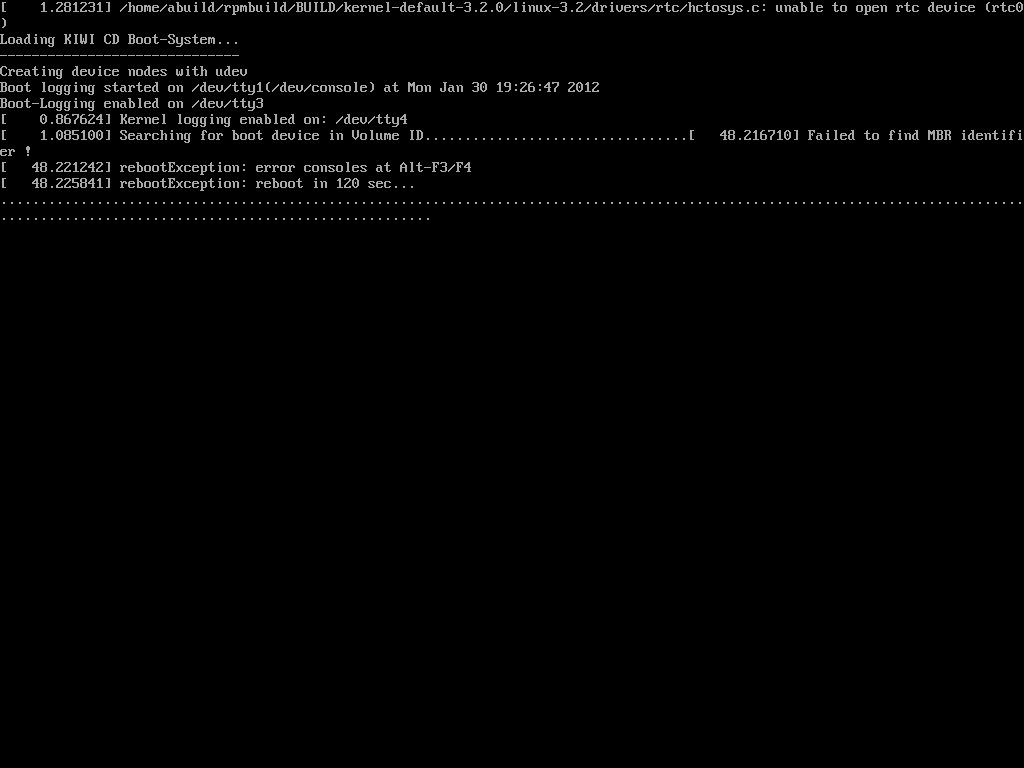 [    1.281231] /home/abuild/rpmbuild/BUILD/kernel-default-3.2.0/linux-3.2/drivers/rtc/hctosys.c: unable to open rtc device (rtc0
)
Loading KIWI CD Boot-System...
------------------------------
Creating device nodes with udev
Boot logging started on /dev/tty1(/dev/console) at Mon Jan 30 19:26:47 2012
Boot-Logging enabled on /dev/tty3
[    0.867624] Kernel logging enabled on: /dev/tty4
[    1.085100] Searching for boot device in Volume ID.................................[   48.216710] Failed to find MBR identifi
er !
[   48.221242] rebootException: error consoles at Alt-F3/F4
[   48.225841] rebootException: reboot in 120 sec...
................................................................................................................................
......................................................